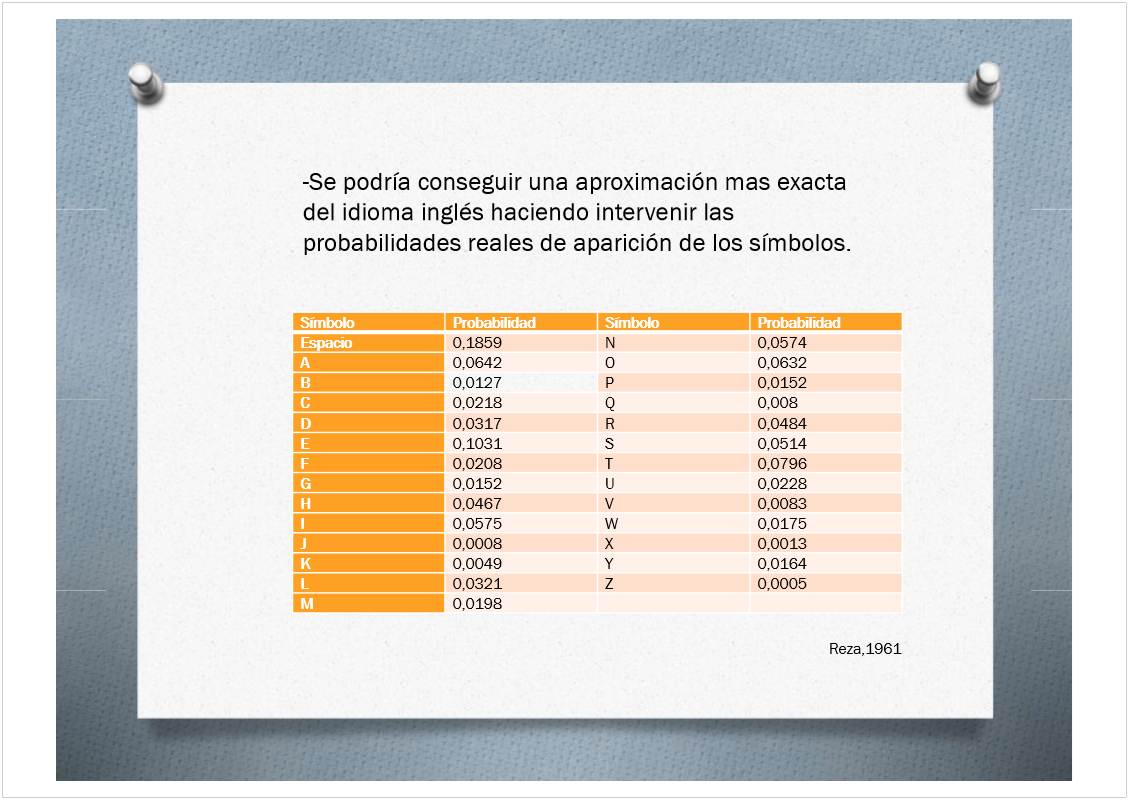 -Se podría conseguir una aproximación mas exacta
del idioma inglés haciendo intervenir las
probabilidades reales de aparición de los símbolos.
Símbolo Probabilidad Símbolo Probabilidad
Espacio 0,1859 N 0,0574
A 0,0642 O 0,0632
B 0,0127 P 0,0152
C 0,0218 Q 0,008
D 0,0317 R 0,0484
E 0,1031 S 0,0514
F 0,0208 T 0,0796
G 0,0152 U 0,0228
H 0,0467 V 0,0083
I 0,0575 W 0,0175
J 0,0008 X 0,0013
K 0,0049 Y 0,0164
L 0,0321 Z 0,0005
M 0,0198
Reza,1961